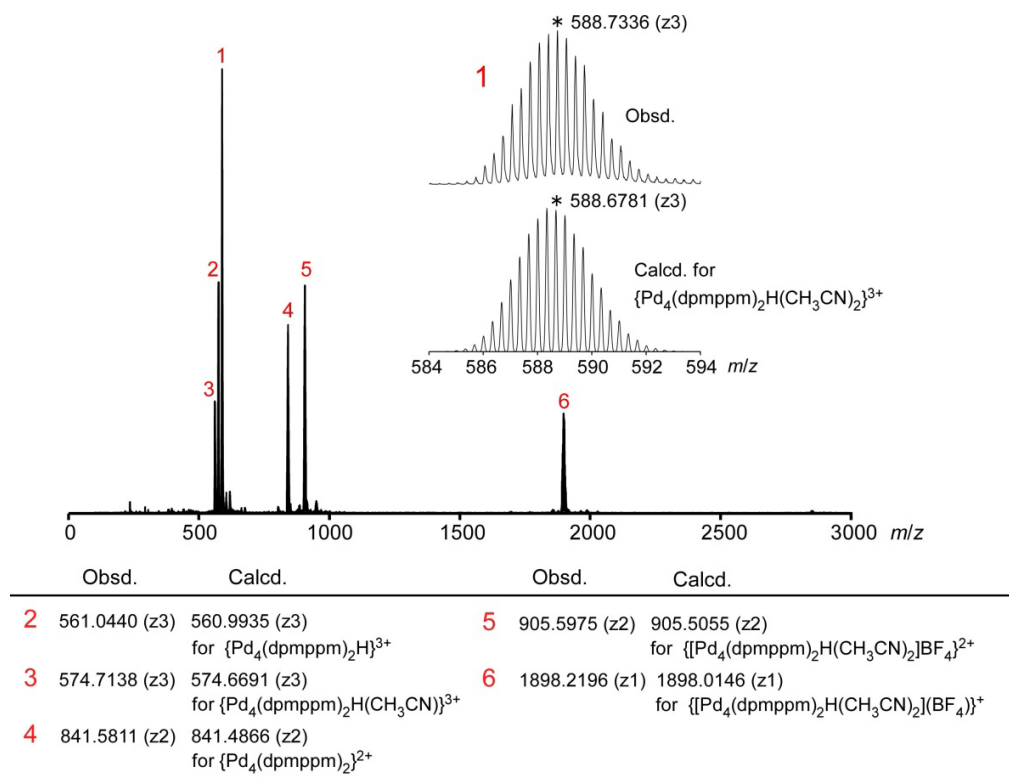 1
* 588.7336 (z3)
1
Obsd.
2
5
* 588.6781 (z3)
4
Calcd. for
{Pd₄(dpmppm)₂H(CH₃CN)₂}³⁺
3
584 586 588 590 592 594 m/z
6
0 500 1000 1500 2000 2500 3000 m/z
Obsd. Calcd. Obsd. Calcd.
2 561.0440 (z3) 560.9935 (z3)
for {Pd₄(dpmppm)₂H}³⁺
3 574.7138 (z3) 574.6691 (z3)
for {Pd₄(dpmppm)₂H(CH₃CN)}³⁺
4 841.5811 (z2) 841.4866 (z2)
for {Pd₄(dpmppm)₂}²⁺
5 905.5975 (z2) 905.5055 (z2)
for {[Pd₄(dpmppm)₂H(CH₃CN)₂]BF₄}²⁺
6 1898.2196 (z1) 1898.0146 (z1)
for {[Pd₄(dpmppm)₂H(CH₃CN)₂](BF₄)}⁺